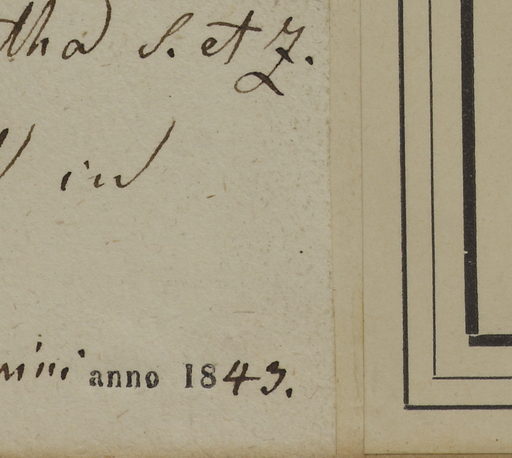 tha S. et Z.
in
anno 1843.